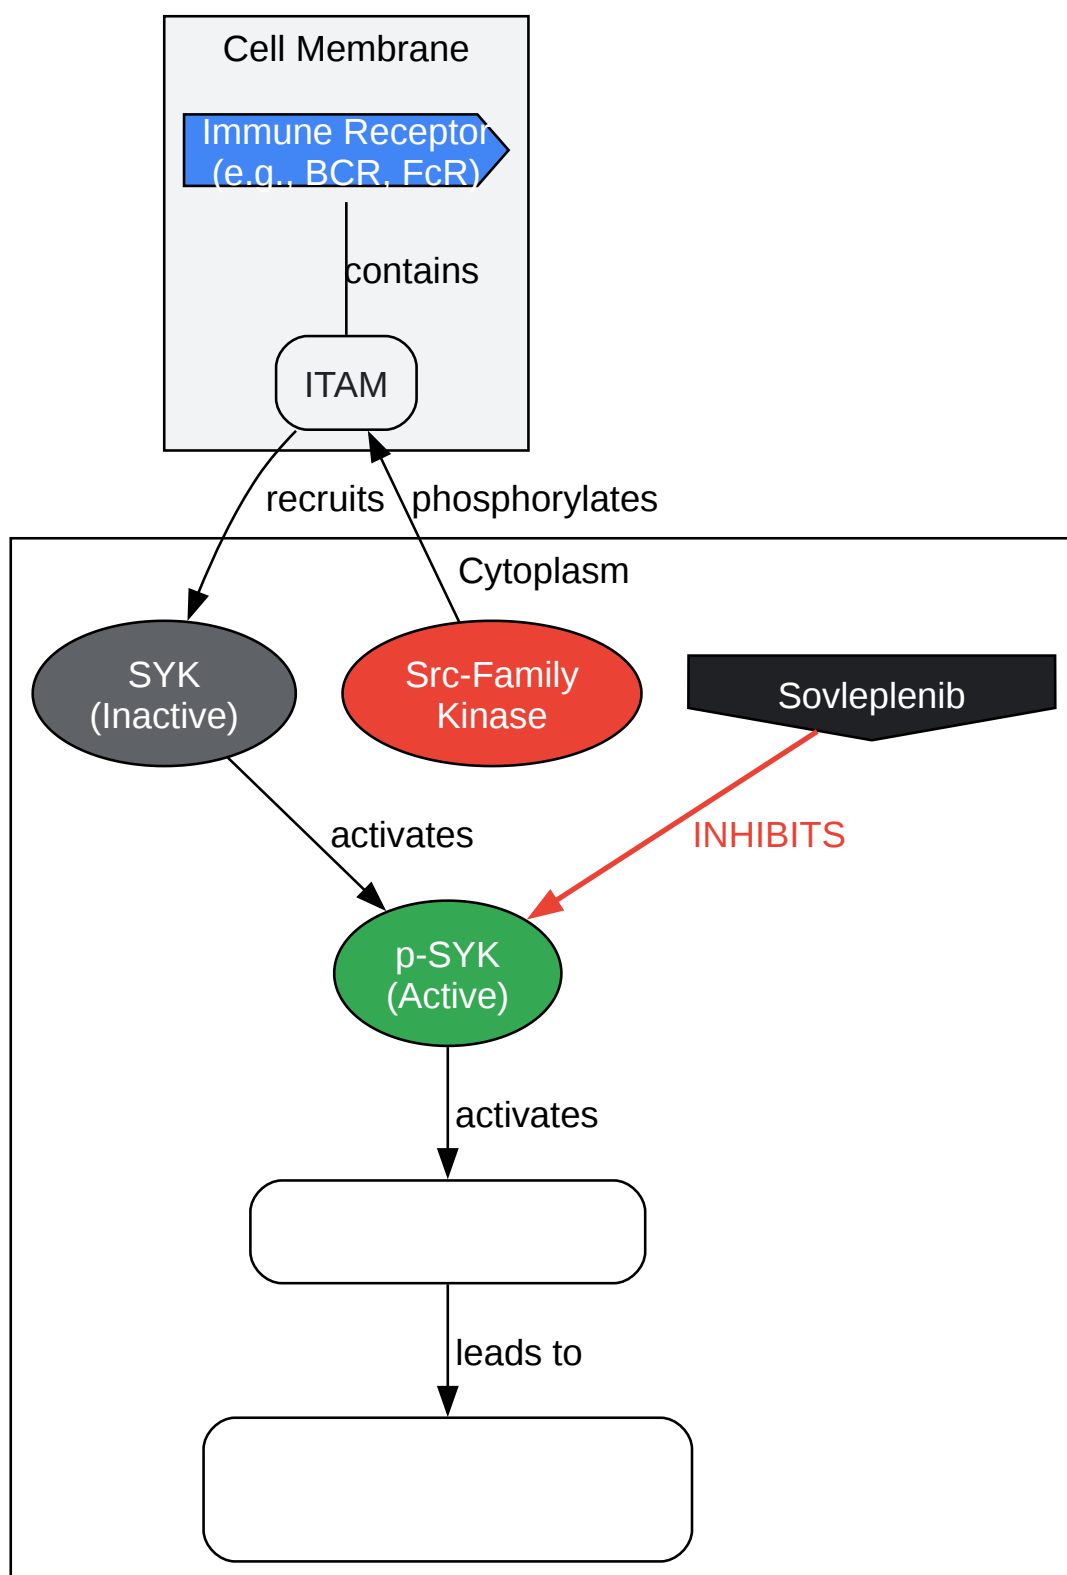 Cell Membrane
Immune Receptor
(e.g., BCR, FcR)
contains
ITAM
recruits
phosphorylates
Cytoplasm
SYK
(Inactive)
Src-Family
Kinase
Sovleplenib
activates
INHIBITS
p-SYK
(Active)
activates
leads to